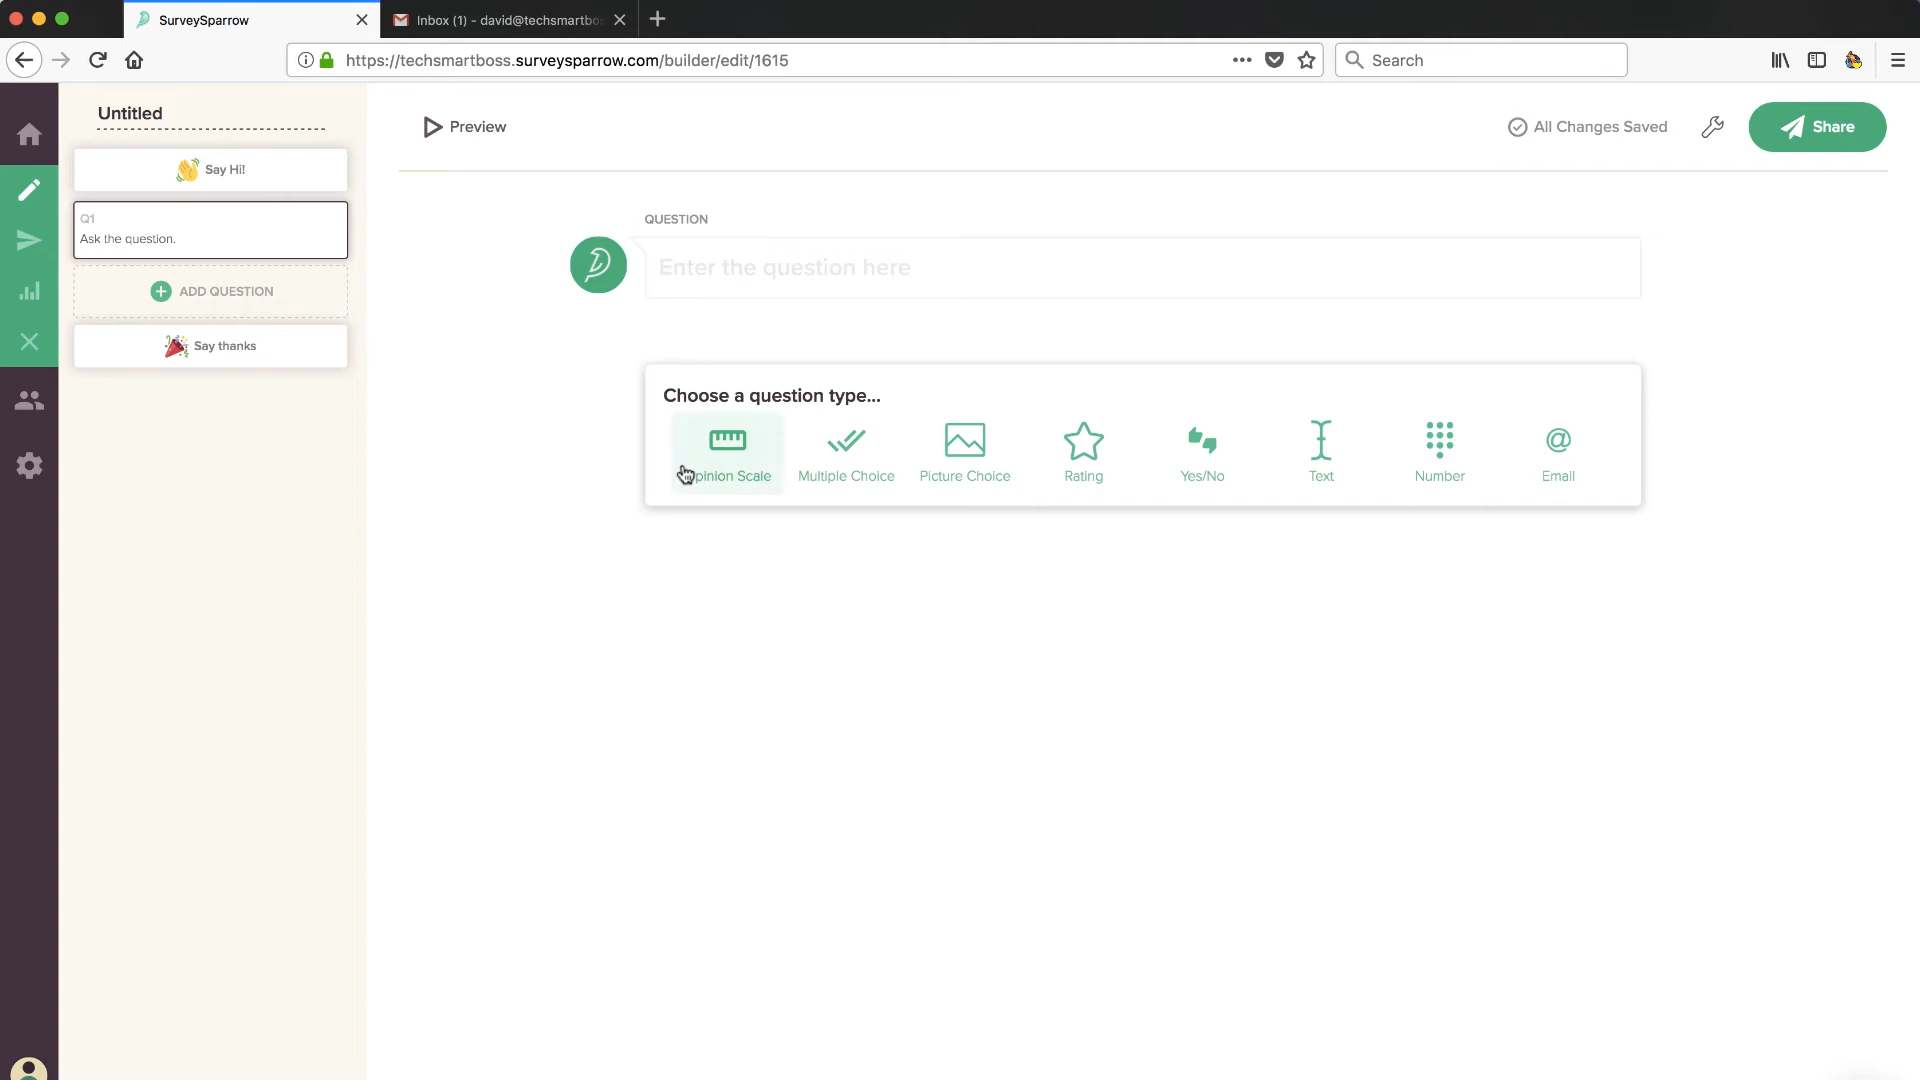 SurveySparrow
Inbox (1) - david@techsmartbo
https://techsmartboss.surveysparrow.com/builder/edit/1615
Search
Untitled
Say Hi!
Q1
Ask the question.
ADD QUESTION
Say thanks
Preview
All Changes Saved
Share
QUESTION
Enter the question here
Choose a question type...
pinion Scale
Multiple Choice
Picture Choice
Rating
Yes/No
Text
Number
Email